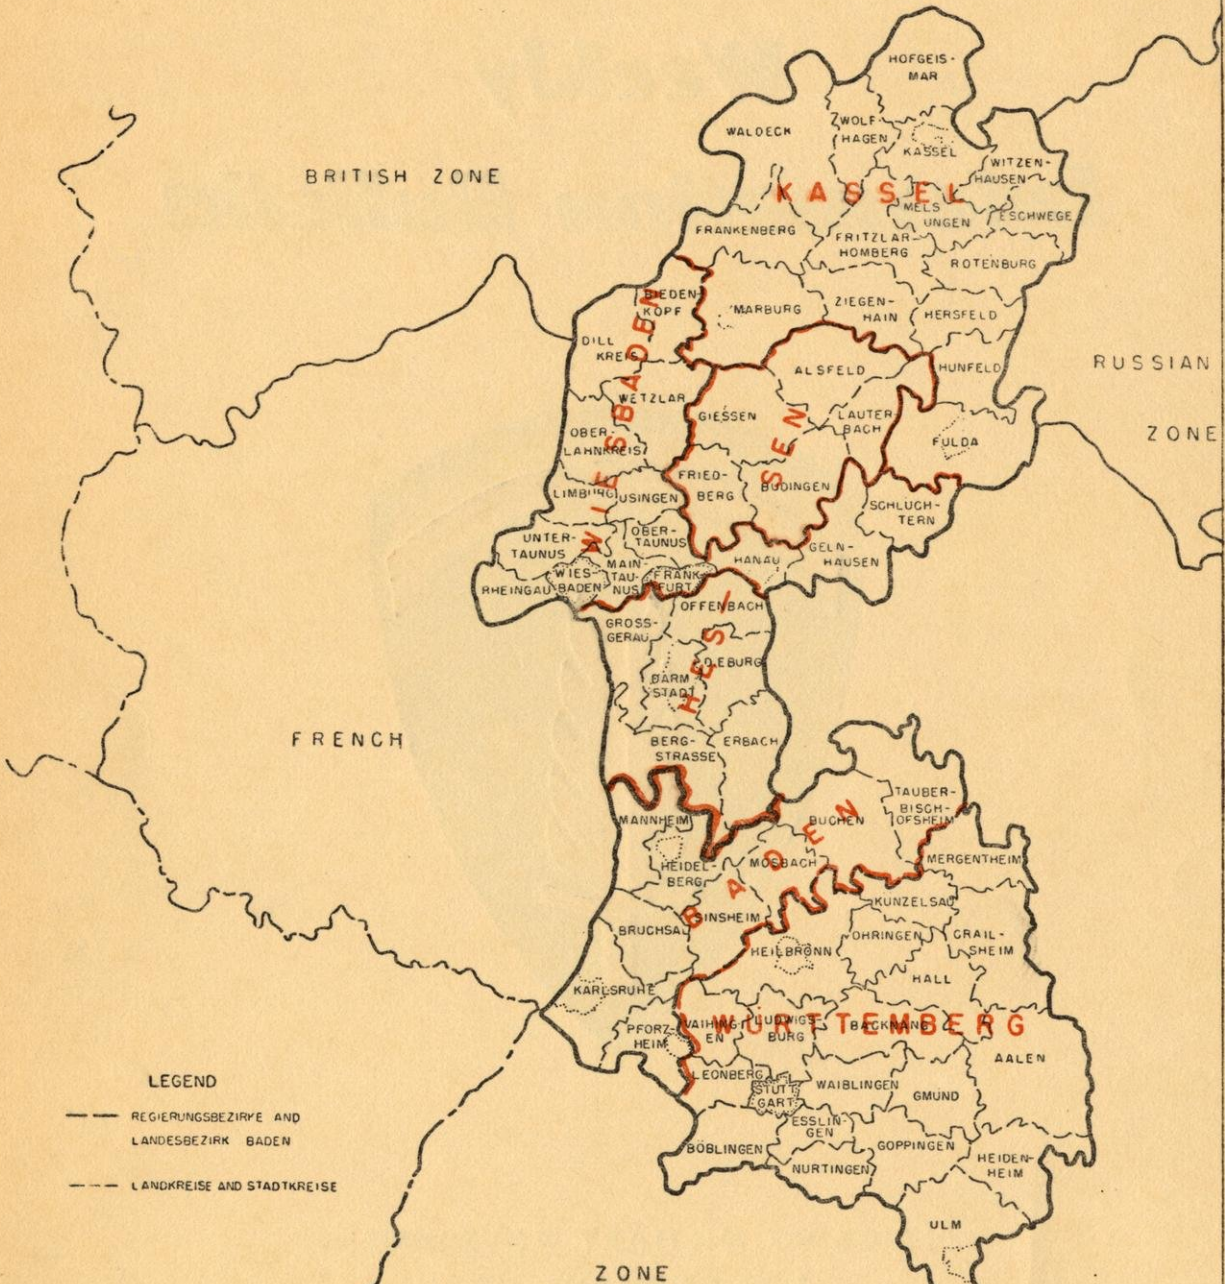 HOFGEIS-
MAR
WALDECK
WOLF-
HAGEN
KASSEL
WITZEN-
HAUSEN
BRITISH ZONE
KASSEL
MELS
UNGEN
ESCHWEGE
FRANKENBERG
FRITZLAR-
HOMBERG
ROTENBURG
BIEDEN-
KOPF
MARBURG
ZIEGEN-
HAIN
HERSFELD
DILL
KREIS
ALSFELD
HUNFELD
RUSSIAN
ZONE
WIESBADEN
WETZLAR
GIESSEN
LAUTER
BACH
FULDA
OBER-
LAHNKREIS
LIMBURG
USINGEN
FRIED-
BERG
BUDINGEN
SCHLUCH-
TERN
UNTER-
TAUNUS
OBER-
TAUNUS
HANAU
GELN-
HAUSEN
RHEINGAU
WIES-
BADEN
MAIN
TAU-
NUS
FRANK
FURT
HES-
SEN
OFFENBACH
GROSS-
GERAU
DIEBURG
DARM
STADT
FRENCH
BERG-
STRASSE
ERBACH
TAUBER-
BISCH-
OFSHEIM
BUCHEN
MANNHEIM
BADEN
MOSBACH
MERGENTHEIM
HEIDEL-
BERG
SINSHEIM
KUNZELSAU
BRUCHSAL
HEILBRONN
OHRINGEN
CRAIL-
SHEIM
HALL
KARLSRUHE
PFORZ-
HEIM
VAIHING-
EN
LUDWIGS-
BURG
WÜRTTEMBERG
BACKNANG
AALEN
LEONBERG
STUTT
GART
WAIBLINGEN
GMUND
ESSLIN-
GEN
BÖBLINGEN
GOPPINGEN
NURTINGEN
HEIDEN-
HEIM
ULM
LEGEND
REGIERUNGSBEZIRKE AND
LANDESBEZIRK BADEN
LANDKREISE AND STADTKREISE
ZONE